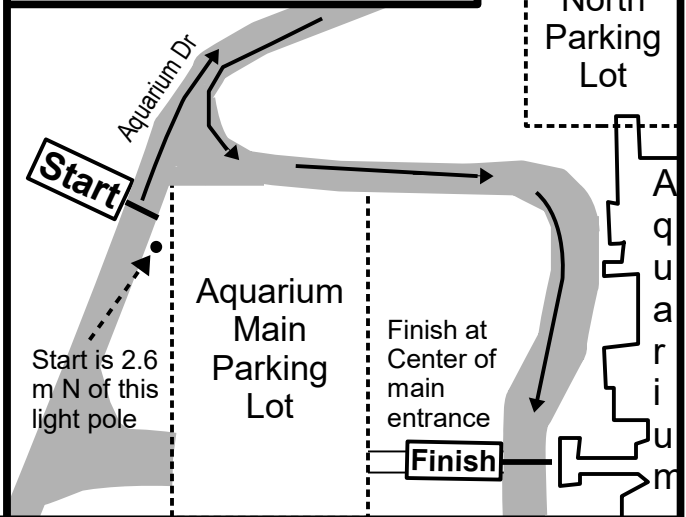 North
Parking
Lot
Aquarium Dr
Start
Aquarium
Main
Parking
Lot
Start is 2.6
m N of this
light pole
Finish at
Center of
main
entrance
Finish
Aquarium